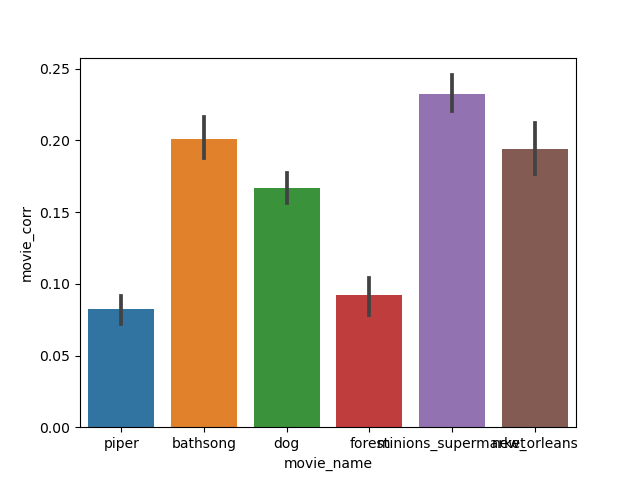 0.25
0.20
0.15
0.10
0.05
0.00
movie_corr
piper bathsong dog forest minions_supermarket new_orleans
movie_name